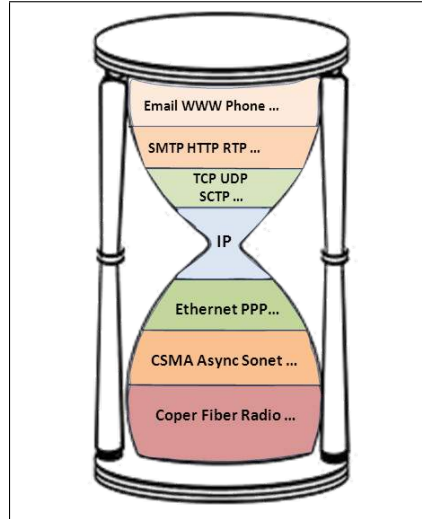 Email WWW Phone ...
SMTP HTTP RTP ...
TCP UDP
SCTP ...
IP
Ethernet PPP...
CSMA Async Sonet ...
Coper Fiber Radio ...